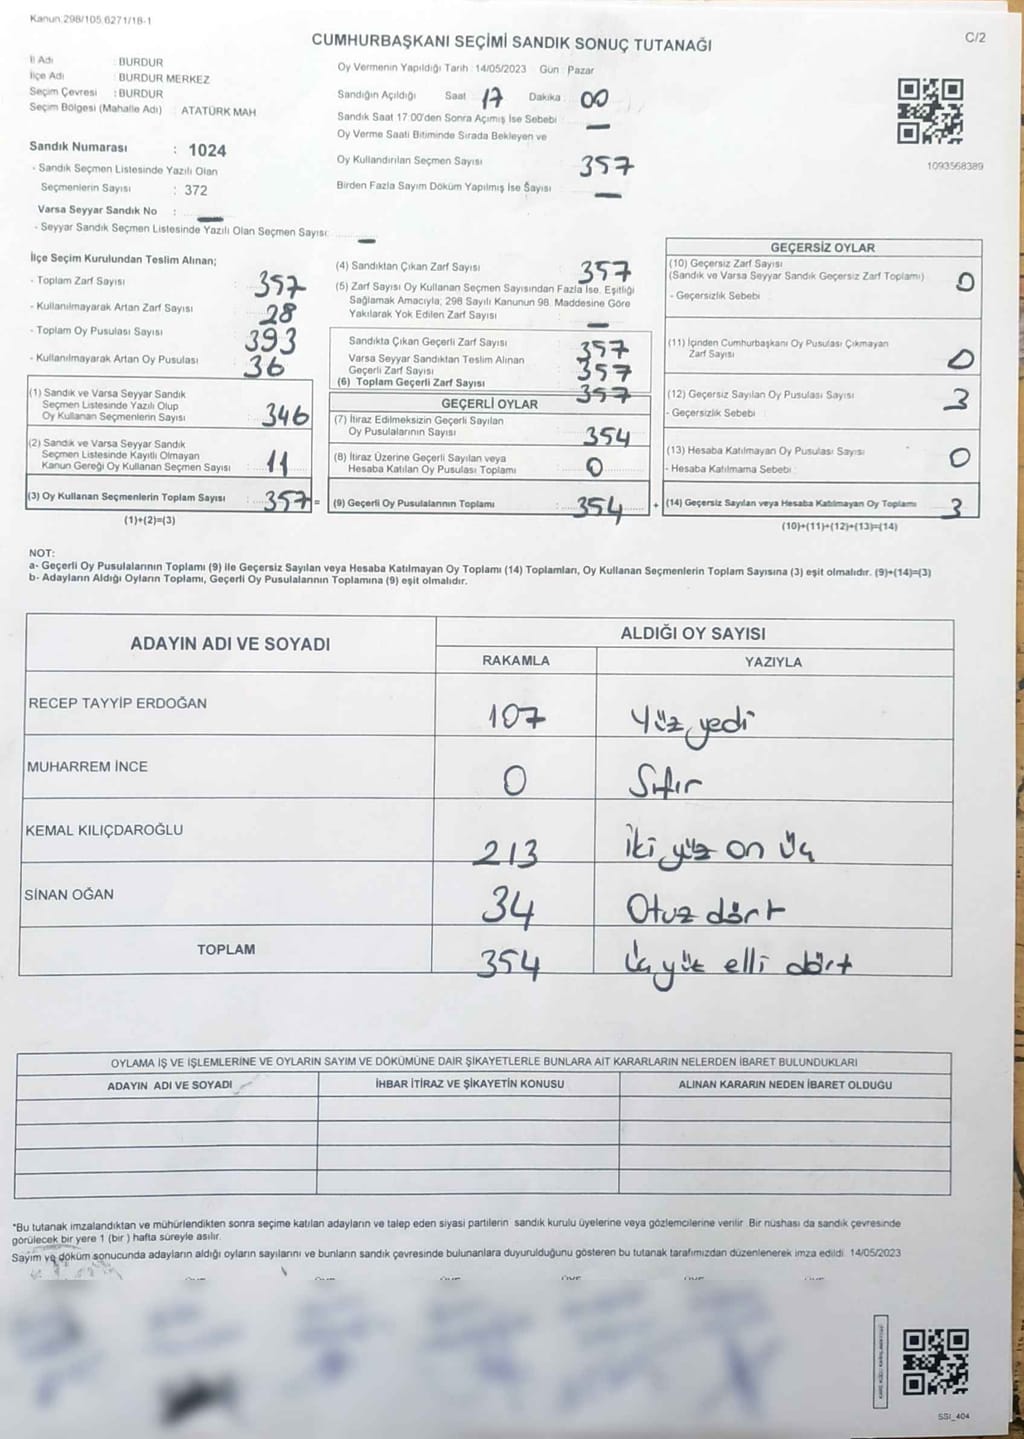 Kanun 298/105 6271/18-1
C/2
CUMHURBAŞKANI SEÇİMİ SANDIK SONUÇ TUTANAĞI
İl Adı : BURDUR
İlçe Adı : BURDUR MERKEZ
Seçim Çevresi : BURDUR
Seçim Bölgesi (Mahalle Adı) : ATATÜRK MAH
Sandık Numarası : 1024
- Sandık Seçmen Listesinde Yazılı Olan
Seçmenlerin Sayısı : 372
Varsa Seyyar Sandık No : —
- Seyyar Sandık Seçmen Listesinde Yazılı Olan Seçmen Sayısı: —
Oy Vermenin Yapıldığı Tarih : 14/05/2023 Gün : Pazar
Sandığın Açıldığı Saat 17 Dakika : 00
Sandık Saat 17:00'den Sonra Açımış İse Sebebi : —
Oy Verme Saati Bitiminde Sırada Bekleyen ve
Oy Kullandırılan Seçmen Sayısı 357
Birden Fazla Sayım Döküm Yapılmış İse Sayısı : —
1093568389
İlçe Seçim Kurulundan Teslim Alınan;
- Toplam Zarf Sayısı : 357
- Kullanılmayarak Artan Zarf Sayısı : 28
- Toplam Oy Pusulası Sayısı : 393
- Kullanılmayarak Artan Oy Pusulası : 36
(1) Sandık ve Varsa Seyyar Sandık
Seçmen Listesinde Yazılı Olup
Oy Kullanan Seçmenlerin Sayısı : 346
(2) Sandık ve Varsa Seyyar Sandık
Seçmen Listesinde Kayıtlı Olmayan
Kanun Gereği Oy Kullanan Seçmen Sayısı : 11
(3) Oy Kullanan Seçmenlerin Toplam Sayısı : 357 =
(1)+(2)=(3)
(4) Sandıktan Çıkan Zarf Sayısı : 357
(5) Zarf Sayısı Oy Kullanan Seçmen Sayısından Fazla İse, Eşitliği
Sağlamak Amacıyla; 298 Sayılı Kanunun 98. Maddesine Göre
Yakılarak Yok Edilen Zarf Sayısı : —
Sandıkta Çıkan Geçerli Zarf Sayısı : 357
Varsa Seyyar Sandıktan Teslim Alınan
Geçerli Zarf Sayısı : 357
(6) Toplam Geçerli Zarf Sayısı : 357
GEÇERLİ OYLAR
(7) İtiraz Edilmeksizin Geçerli Sayılan
Oy Pusulalarının Sayısı : 354
(8) İtiraz Üzerine Geçerli Sayılan veya
Hesaba Katılan Oy Pusulası Toplamı : 0
(9) Geçerli Oy Pusulalarının Toplamı : 354 +
GEÇERSİZ OYLAR
(10) Geçersiz Zarf Sayısı
(Sandık ve Varsa Seyyar Sandık Geçersiz Zarf Toplamı) 0
- Geçersizlik Sebebi :
(11) İçinden Cumhurbaşkanı Oy Pusulası Çıkmayan
Zarf Sayısı 0
(12) Geçersiz Sayılan Oy Pusulası Sayısı : 3
- Geçersizlik Sebebi :
(13) Hesaba Katılmayan Oy Pusulası Sayısı : 0
- Hesaba Katılmama Sebebi :
(14) Geçersiz Sayılan veya Hesaba Katılmayan Oy Toplamı : 3
(10)+(11)+(12)+(13)=(14)
NOT:
a- Geçerli Oy Pusulalarının Toplamı (9) ile Geçersiz Sayılan veya Hesaba Katılmayan Oy Toplamı (14) Toplamları, Oy Kullanan Seçmenlerin Toplam Sayısına (3) eşit olmalıdır. (9)+(14)=(3)
b- Adayların Aldığı Oyların Toplamı, Geçerli Oy Pusulalarının Toplamına (9) eşit olmalıdır.
ADAYIN ADI VE SOYADI
ALDIĞI OY SAYISI
RAKAMLA YAZIYLA
RECEP TAYYİP ERDOĞAN 107 Yüz yedi
MUHARREM İNCE 0 Sıfır
KEMAL KILIÇDAROĞLU 213 İki yüz on üç
SİNAN OĞAN 34 Otuz dört
TOPLAM 354 Üç yüz elli dört
OYLAMA İŞ VE İŞLEMLERİNE VE OYLARIN SAYIM VE DÖKÜMÜNE DAİR ŞİKAYETLERLE BUNLARA AİT KARARLARIN NELERDEN İBARET BULUNDUKLARI
ADAYIN ADI VE SOYADI İHBAR İTİRAZ VE ŞİKAYETİN KONUSU ALINAN KARARIN NEDEN İBARET OLDUĞU
*Bu tutanak imzalandıktan ve mühürlendikten sonra seçime katılan adayların ve talep eden siyasi partilerin sandık kurulu üyelerine veya gözlemcilerine verilir. Bir nüshası da sandık çevresinde
görülecek bir yere 1 (bir ) hafta süreyle asılır.
Sayım ve döküm sonucunda adayların aldığı oyların sayılarını ve bunların sandık çevresinde bulunanlara duyurulduğunu gösteren bu tutanak tarafımızdan düzenlenerek imza edildi. 14/05/2023
SSI_404